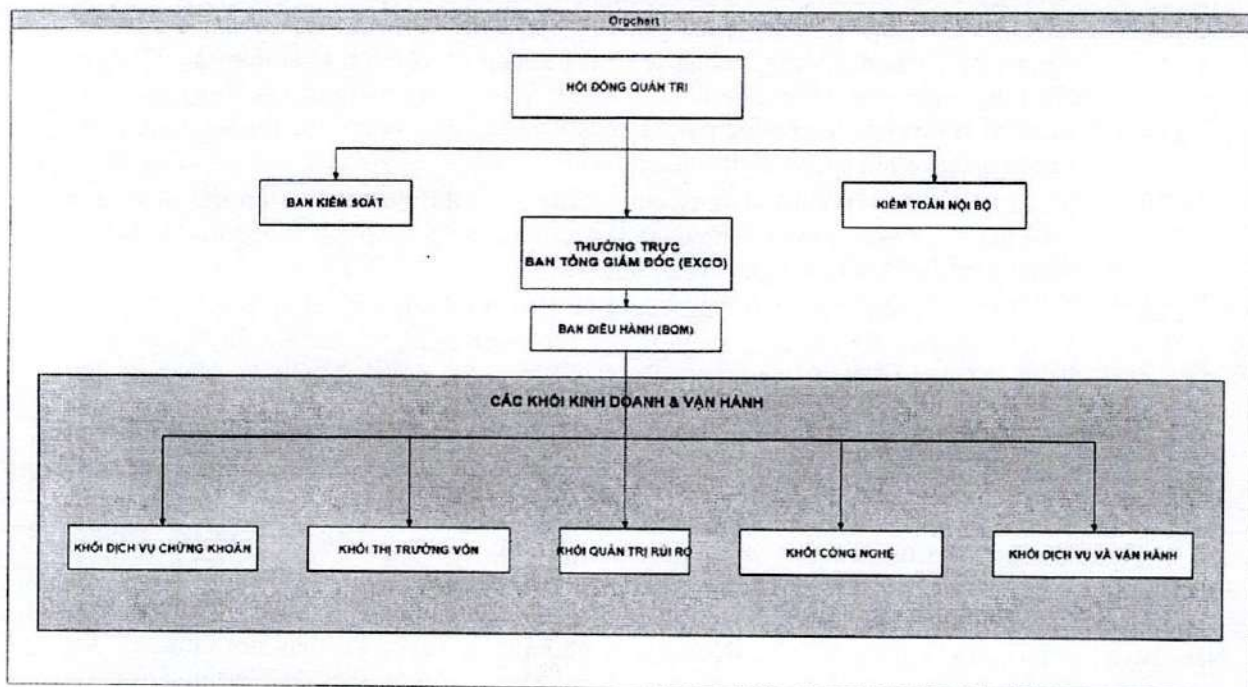 Orgchart
HỘI ĐỒNG QUẢN TRỊ
BAN KIỂM SOÁT
KIỂM TOÁN NỘI BỘ
THƯỜNG TRỰC
BAN TỔNG GIÁM ĐỐC (EXCO)
BAN ĐIỀU HÀNH (BOM)
CÁC KHỐI KINH DOANH & VẬN HÀNH
KHỐI DỊCH VỤ CHỨNG KHOÁN
KHỐI THỊ TRƯỜNG VỐN
KHỐI QUẢN TRỊ RỦI RO
KHỐI CÔNG NGHỆ
KHỐI DỊCH VỤ VÀ VẬN HÀNH